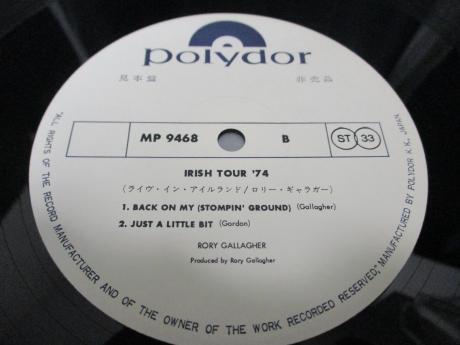 polydor
見本盤 非売品
MP 9468 B ST 33
IRISH TOUR '74
(ライヴ・イン・アイルランド/ロリー・ギャラガー)
1. BACK ON MY (STOMPIN' GROUND) (Gallagher)
2. JUST A LITTLE BIT (Gordon)
RORY GALLAGHER
Produced by Rory Gallagher
"ALL RIGHTS OF THE RECORD MANUFACTURER AND OF THE OWNER OF THE WORK RECORDED RESERVED," MANUFACTURED BY POLYDOR K.K. JAPAN